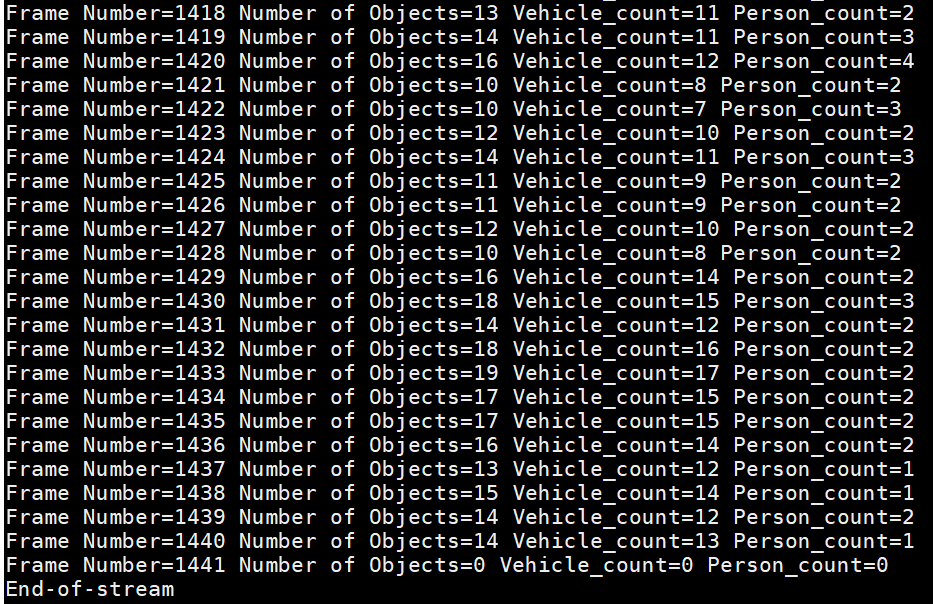 Frame Number=1418 Number of Objects=13 Vehicle_count=11 Person_count=2
Frame Number=1419 Number of Objects=14 Vehicle_count=11 Person_count=3
Frame Number=1420 Number of Objects=16 Vehicle_count=12 Person_count=4
Frame Number=1421 Number of Objects=10 Vehicle_count=8 Person_count=2
Frame Number=1422 Number of Objects=10 Vehicle_count=7 Person_count=3
Frame Number=1423 Number of Objects=12 Vehicle_count=10 Person_count=2
Frame Number=1424 Number of Objects=14 Vehicle_count=11 Person_count=3
Frame Number=1425 Number of Objects=11 Vehicle_count=9 Person_count=2
Frame Number=1426 Number of Objects=11 Vehicle_count=9 Person_count=2
Frame Number=1427 Number of Objects=12 Vehicle_count=10 Person_count=2
Frame Number=1428 Number of Objects=10 Vehicle_count=8 Person_count=2
Frame Number=1429 Number of Objects=16 Vehicle_count=14 Person_count=2
Frame Number=1430 Number of Objects=18 Vehicle_count=15 Person_count=3
Frame Number=1431 Number of Objects=14 Vehicle_count=12 Person_count=2
Frame Number=1432 Number of Objects=18 Vehicle_count=16 Person_count=2
Frame Number=1433 Number of Objects=19 Vehicle_count=17 Person_count=2
Frame Number=1434 Number of Objects=17 Vehicle_count=15 Person_count=2
Frame Number=1435 Number of Objects=17 Vehicle_count=15 Person_count=2
Frame Number=1436 Number of Objects=16 Vehicle_count=14 Person_count=2
Frame Number=1437 Number of Objects=13 Vehicle_count=12 Person_count=1
Frame Number=1438 Number of Objects=15 Vehicle_count=14 Person_count=1
Frame Number=1439 Number of Objects=14 Vehicle_count=12 Person_count=2
Frame Number=1440 Number of Objects=14 Vehicle_count=13 Person_count=1
Frame Number=1441 Number of Objects=0 Vehicle_count=0 Person_count=0
End-of-stream